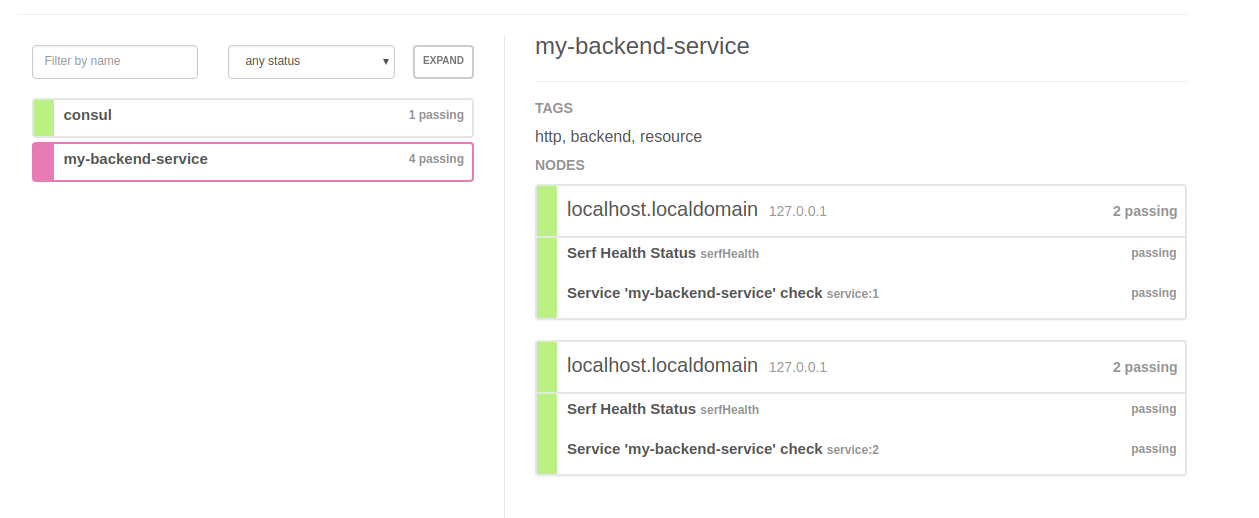 Filter by name
any status
EXPAND
consul 1 passing
my-backend-service 4 passing
my-backend-service
TAGS
http, backend, resource
NODES
localhost.localdomain 127.0.0.1 2 passing
Serf Health Status serfHealth passing
Service 'my-backend-service' check service:1 passing
localhost.localdomain 127.0.0.1 2 passing
Serf Health Status serfHealth passing
Service 'my-backend-service' check service:2 passing